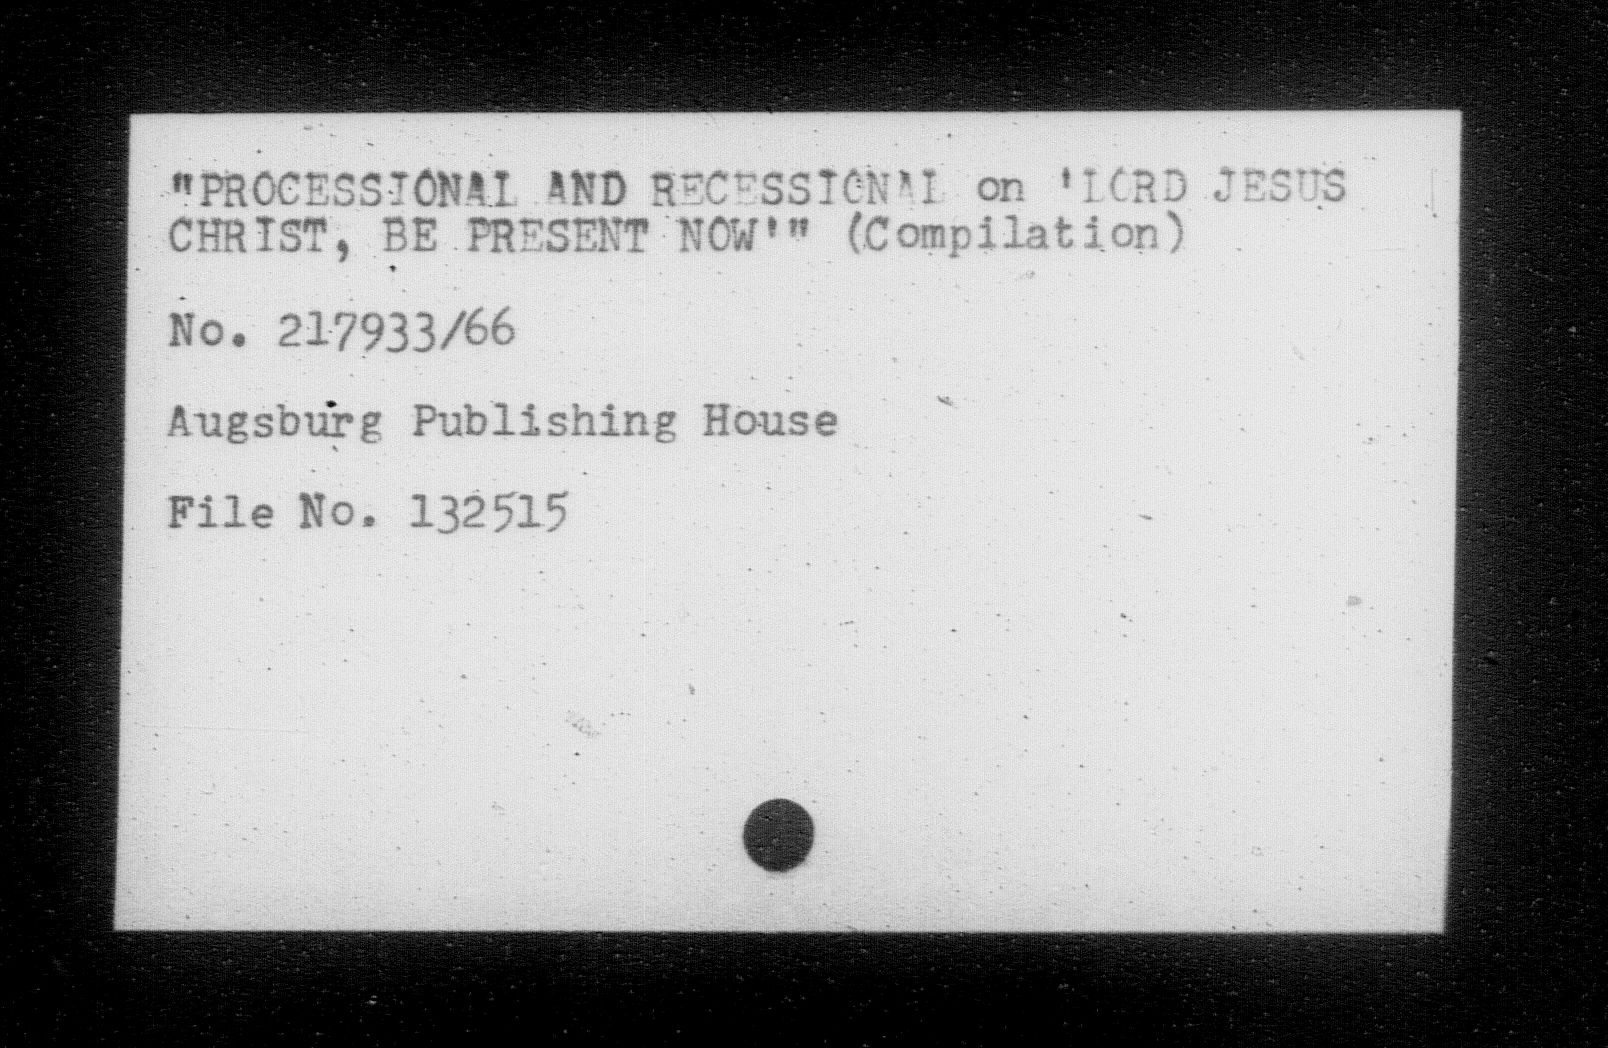 "PROCESSIONAL AND RECESSIONAL on 'LORD JESUS
CHRIST, BE PRESENT NOW'" (Compilation)
No. 217933/66
Augsburg Publishing House
File No. 132515